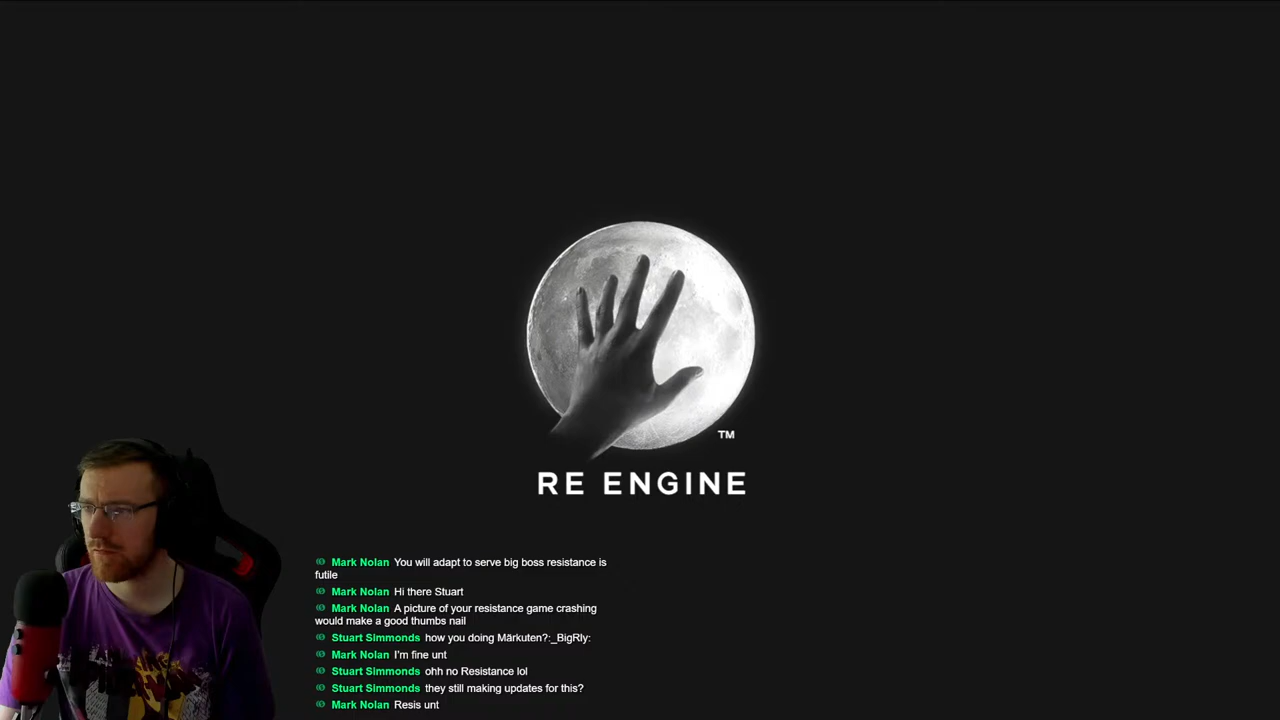 TM
RE ENGINE
Mark Nolan You will adapt to serve big boss resistance is
futile
Mark Nolan Hi there Stuart
Mark Nolan A picture of your resistance game crashing
would make a good thumbs nail
Stuart Simmonds how you doing Märkuten?:_BigRly:
Mark Nolan I'm fine unt
Stuart Simmonds ohh no Resistance lol
Stuart Simmonds they still making updates for this?
Mark Nolan Resis unt